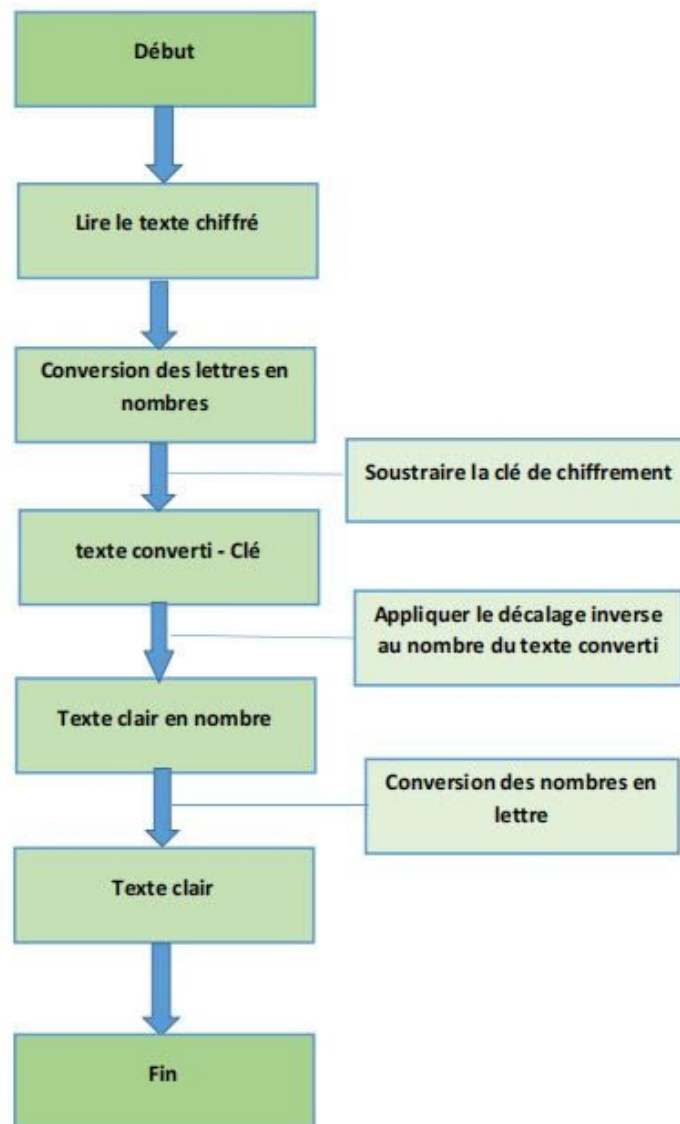 Début
Lire le texte chiffré
Conversion des lettres en
nombres
Soustraire la clé de chiffrement
texte converti - Clé
Appliquer le décalage inverse
au nombre du texte converti
Texte clair en nombre
Conversion des nombres en
lettre
Texte clair
Fin